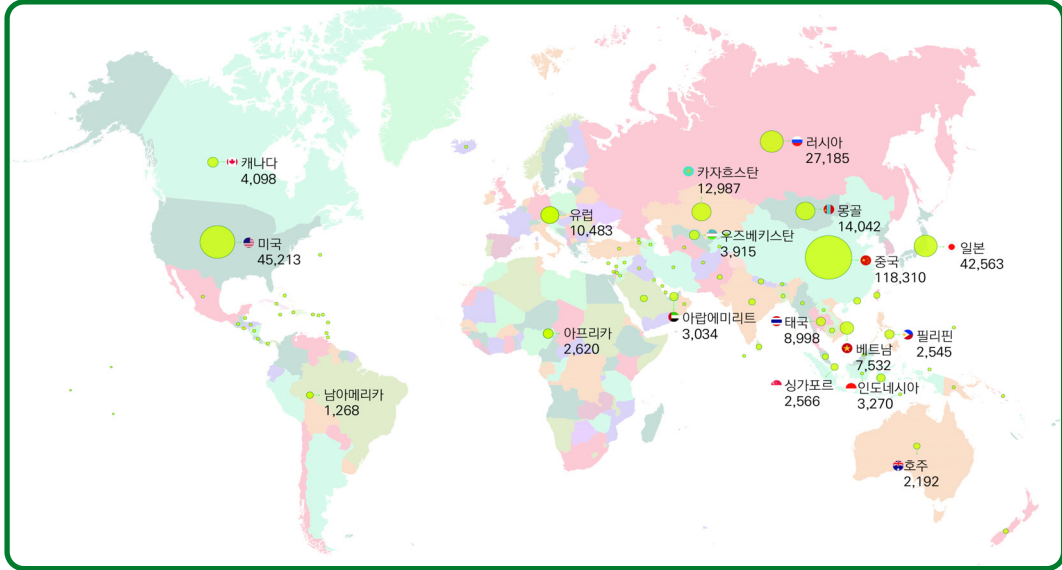 캐나다
4,098
미국
45,213
남아메리카
1,268
유럽
10,483
아프리카
2,620
러시아
27,185
카자흐스탄
12,987
몽골
14,042
우즈베키스탄
3,915
일본
42,563
중국
118,310
아랍에미리트
3,034
태국
8,998
필리핀
2,545
베트남
7,532
싱가포르
2,566
인도네시아
3,270
호주
2,192